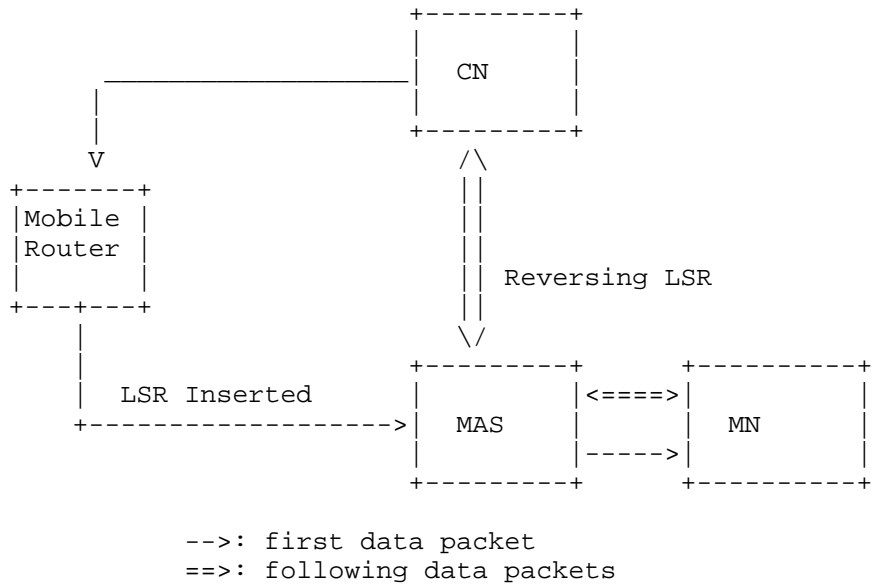 CN
V
Mobile
Router
Reversing LSR
LSR Inserted
<====>
MAS MN
----->
-->: first data packet
==>: following data packets